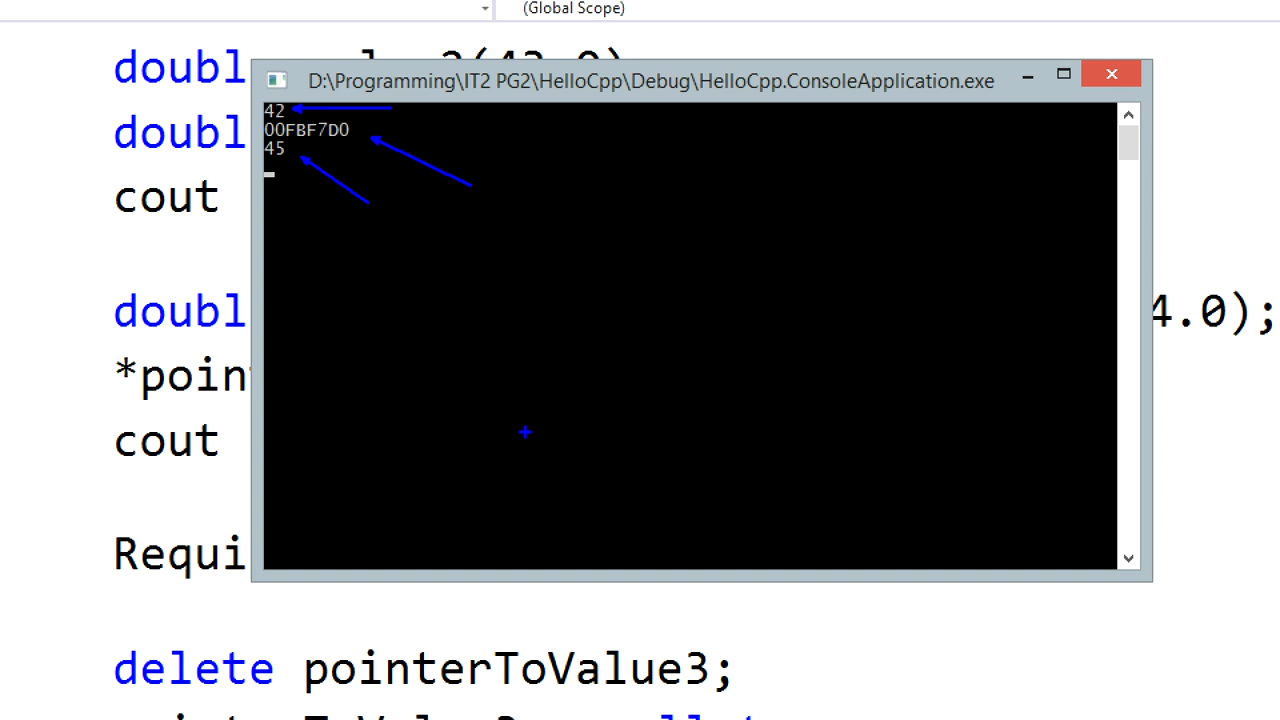 (Global Scope)
doubl
D:\Programming\IT2 PG2\HelloCpp\Debug\HelloCpp.ConsoleApplication.exe
42
00FBF7D0
45
doubl
cout
doubl 4.0);
*poin
cout
Requi
delete pointerToValue3;